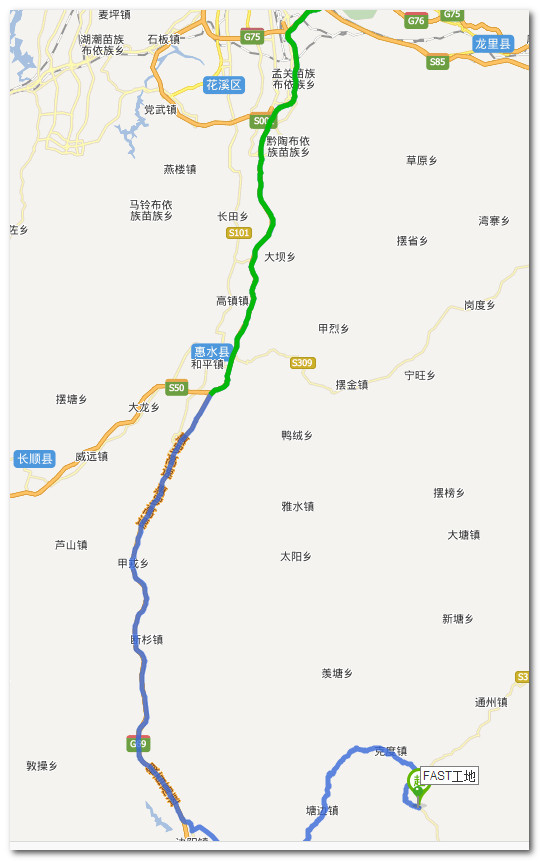 麦坪镇
G76
G75
湖潮苗族
布依族乡
石板镇
G75
龙里县
S85
孟关苗族
布依族乡
花溪区
党武镇
黔陶布依
族苗族乡
燕楼镇
草原乡
马铃布依
族苗族乡
长田乡
湾寨乡
佐乡
S101
摆省乡
大坝乡
高镇镇
岗度乡
甲烈乡
惠水县
和平镇
S309
宁旺乡
S50
摆金镇
摆塘乡
大龙乡
鸭绒乡
长顺县
威远镇
摆榜乡
雅水镇
大塘镇
芦山镇
太阳乡
甲戎乡
新塘乡
断杉镇
羡塘乡
通州镇
克度镇
敦操乡
FAST工地
塘边镇